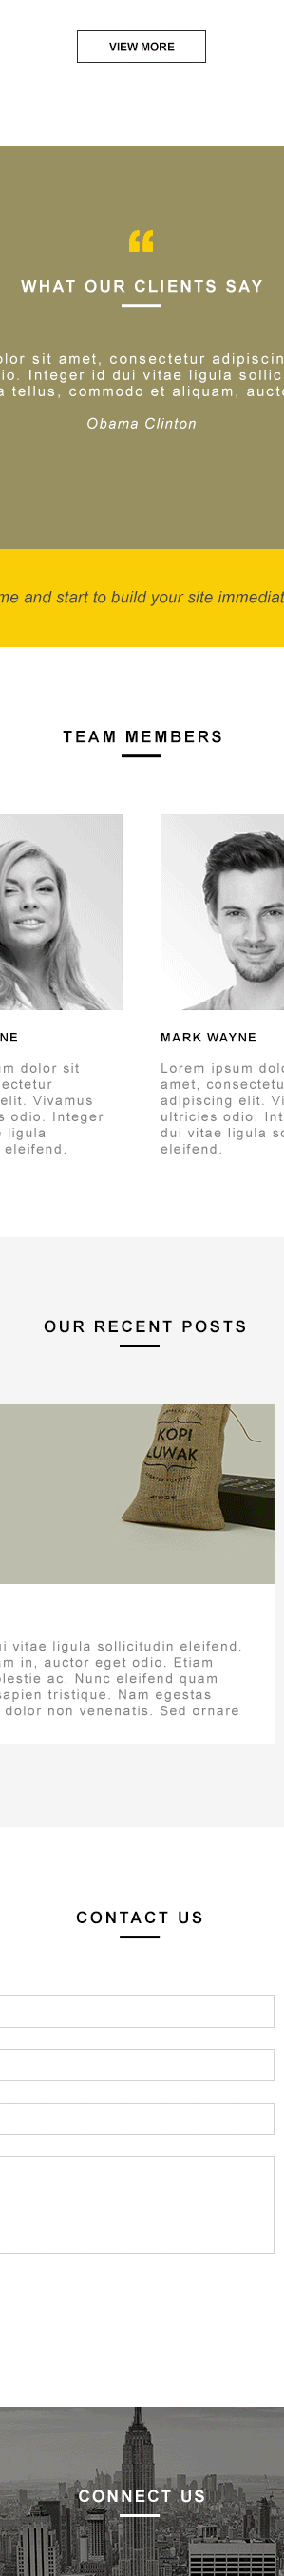 VIEW MORE
“
WHAT OUR CLIENTS SAY
olor sit amet, consectetur adipiscin
io. Integer id dui vitae ligula sollic
a tellus, commodo et aliquam, aucto
Obama Clinton
me and start to build your site immediat
TEAM MEMBERS
NE
m dolor sit
ectetur
elit. Vivamus
s odio. Integer
ligula
eleifend.
MARK WAYNE
Lorem ipsum dolo
amet, consectetu
adipiscing elit. Vi
ultricies odio. Int
dui vitae ligula so
eleifend.
OUR RECENT POSTS
KOPI
LUWAK
i vitae ligula sollicitudin eleifend.
am in, auctor eget odio. Etiam
olestie ac. Nunc eleifend quam
sapien tristique. Nam egestas
dolor non venenatis. Sed ornare
CONTACT US
CONNECT US